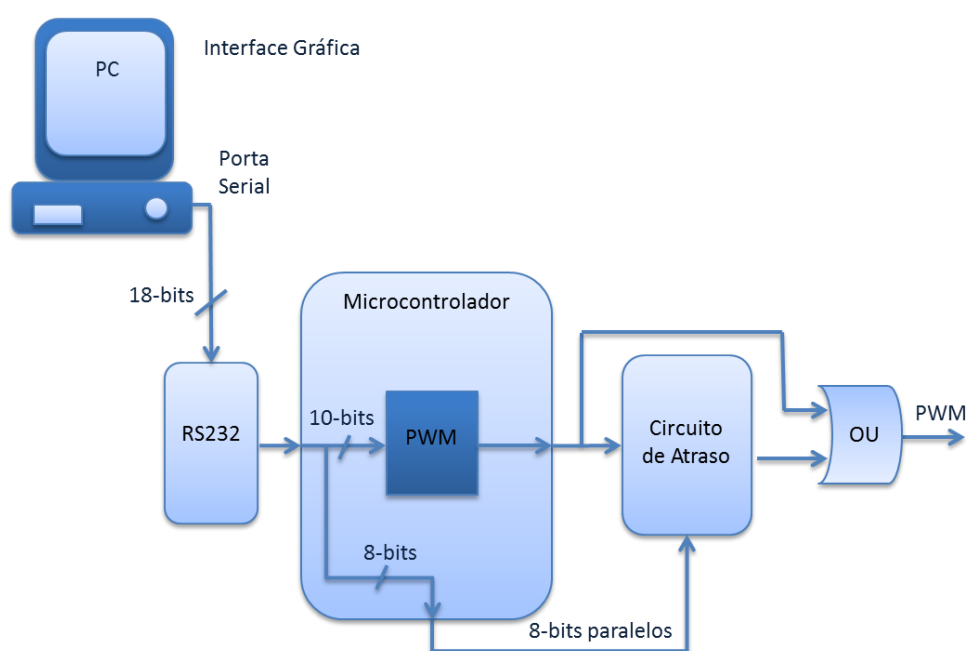 Interface Gráfica
PC
Porta
Serial
18-bits
Microcontrolador
RS232
10-bits
PWM
Circuito
de Atraso
OU
PWM
8-bits
8-bits paralelos